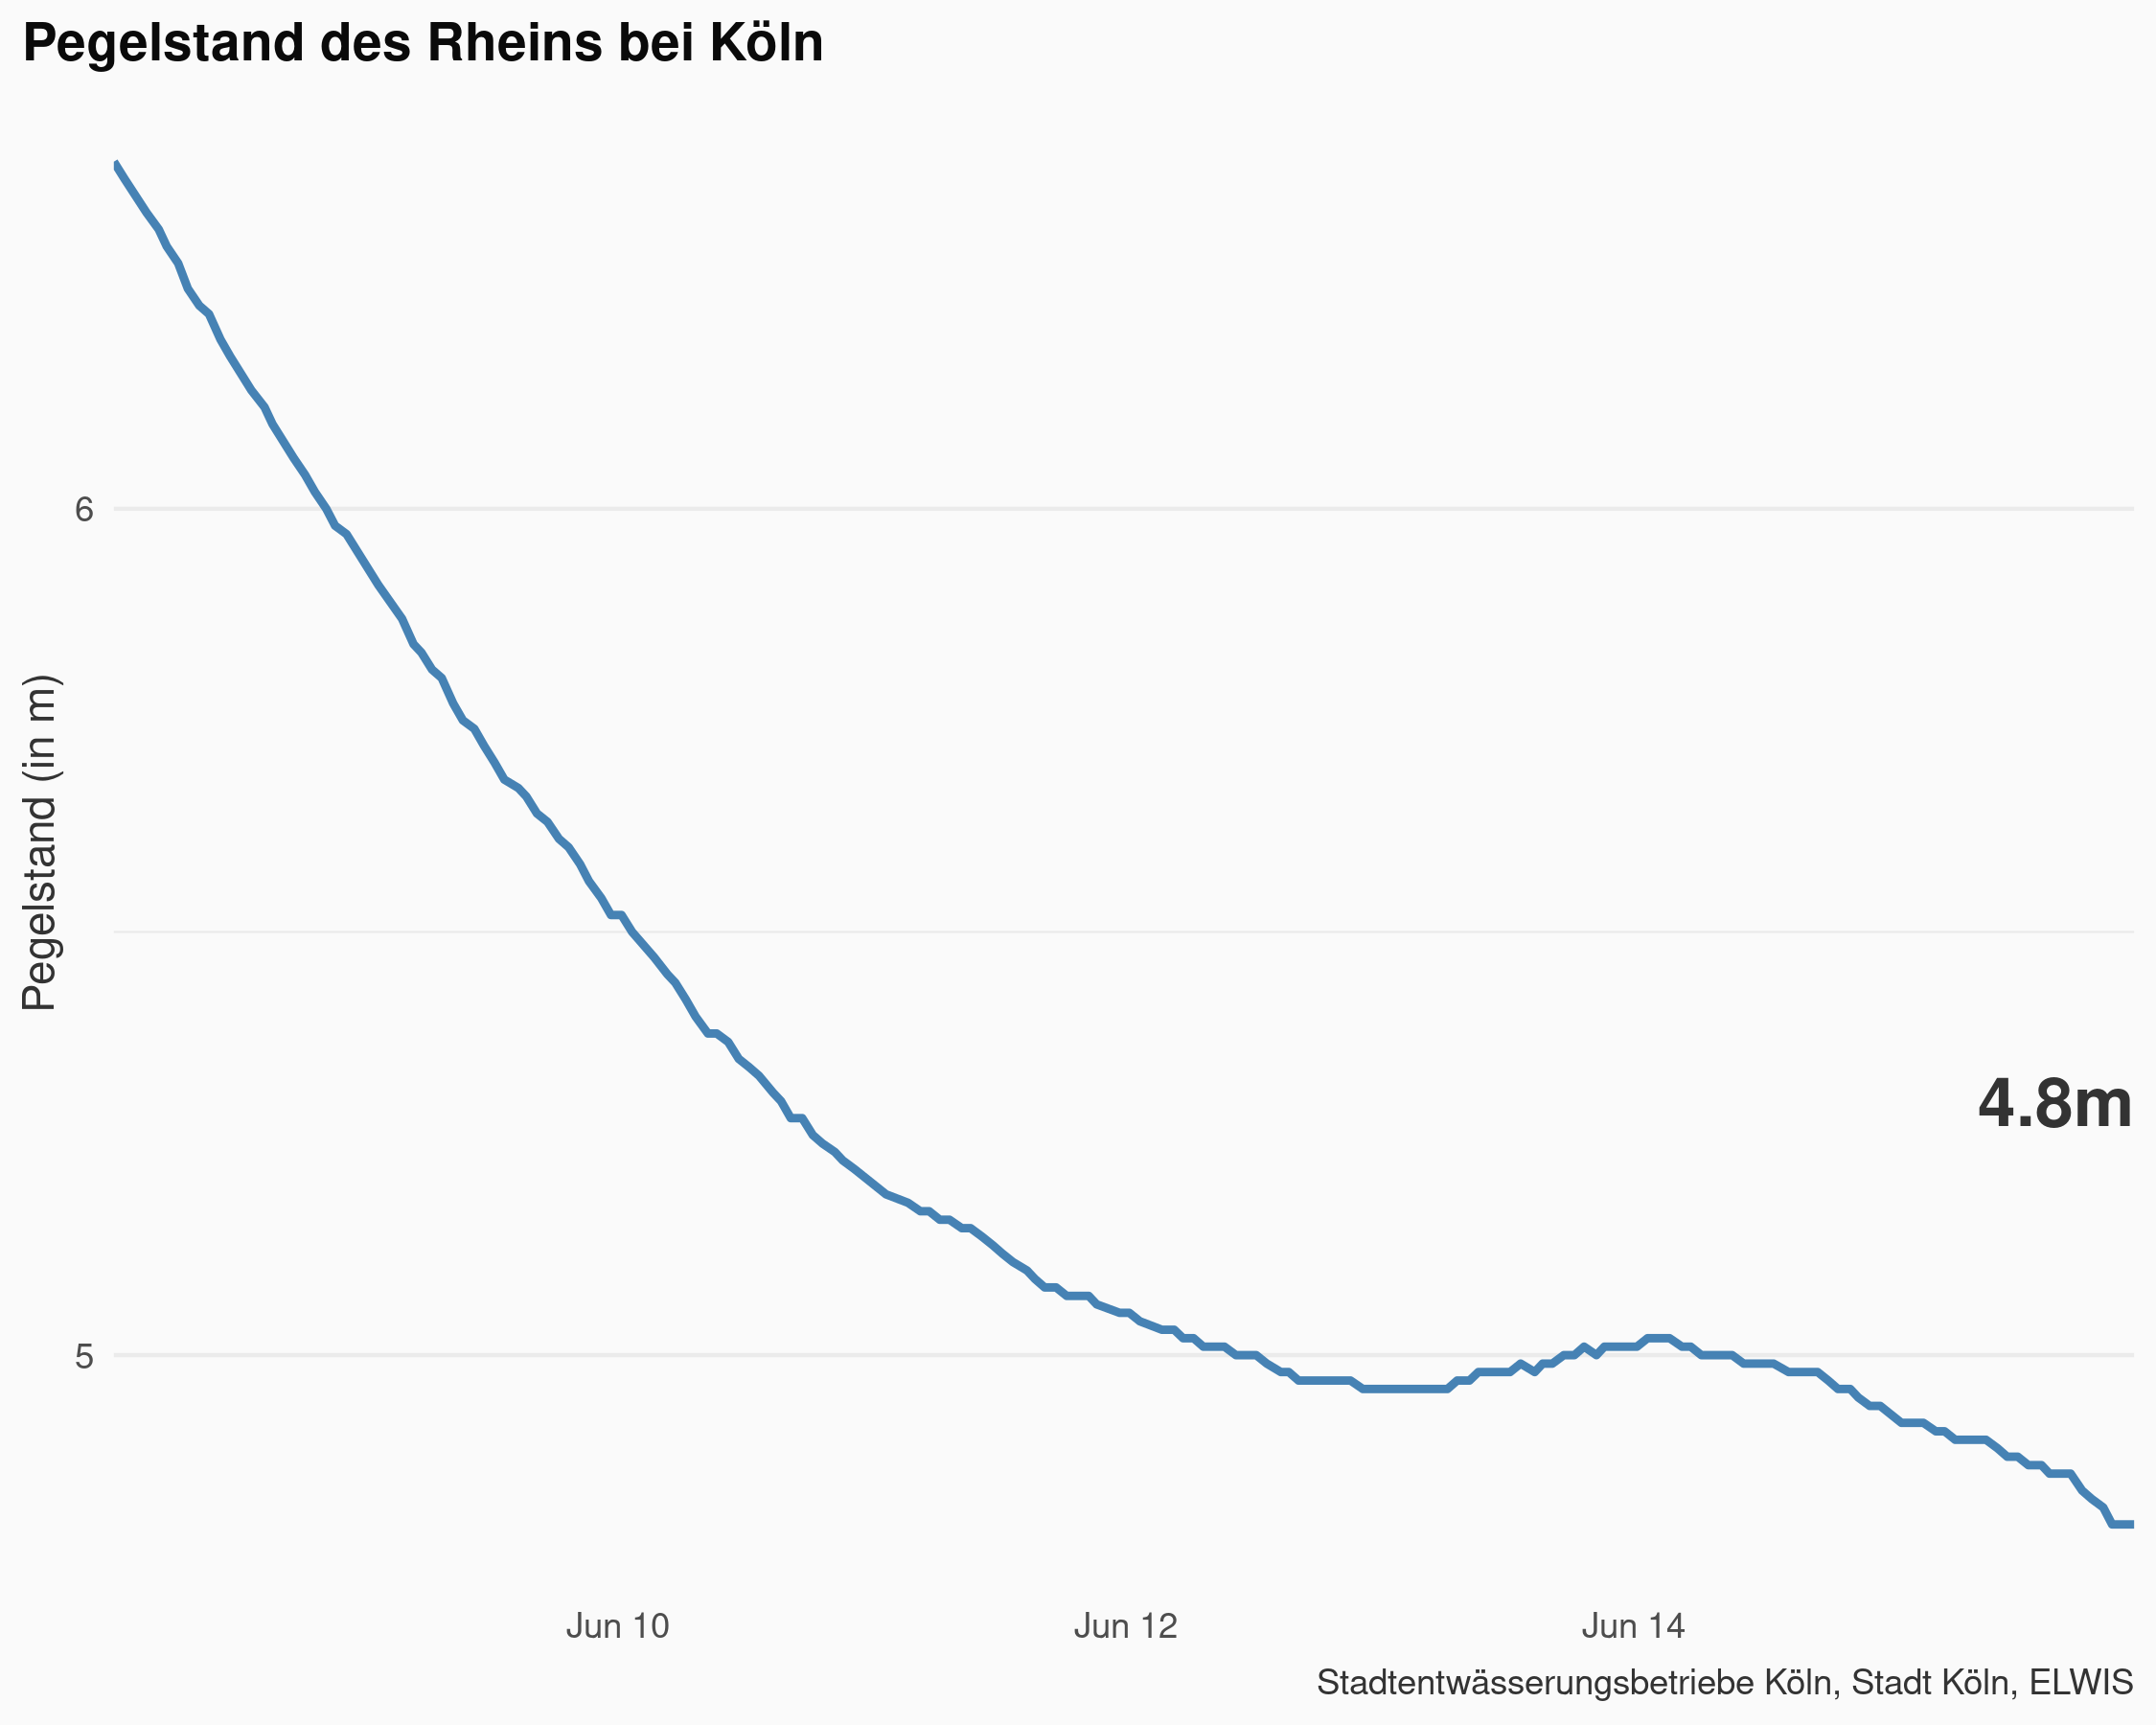 Pegelstand des Rheins bei Köln
Pegelstand (in m)
6
5
4.8m
Jun 10
Jun 12
Jun 14
Stadtentwässerungsbetriebe Köln, Stadt Köln, ELWIS